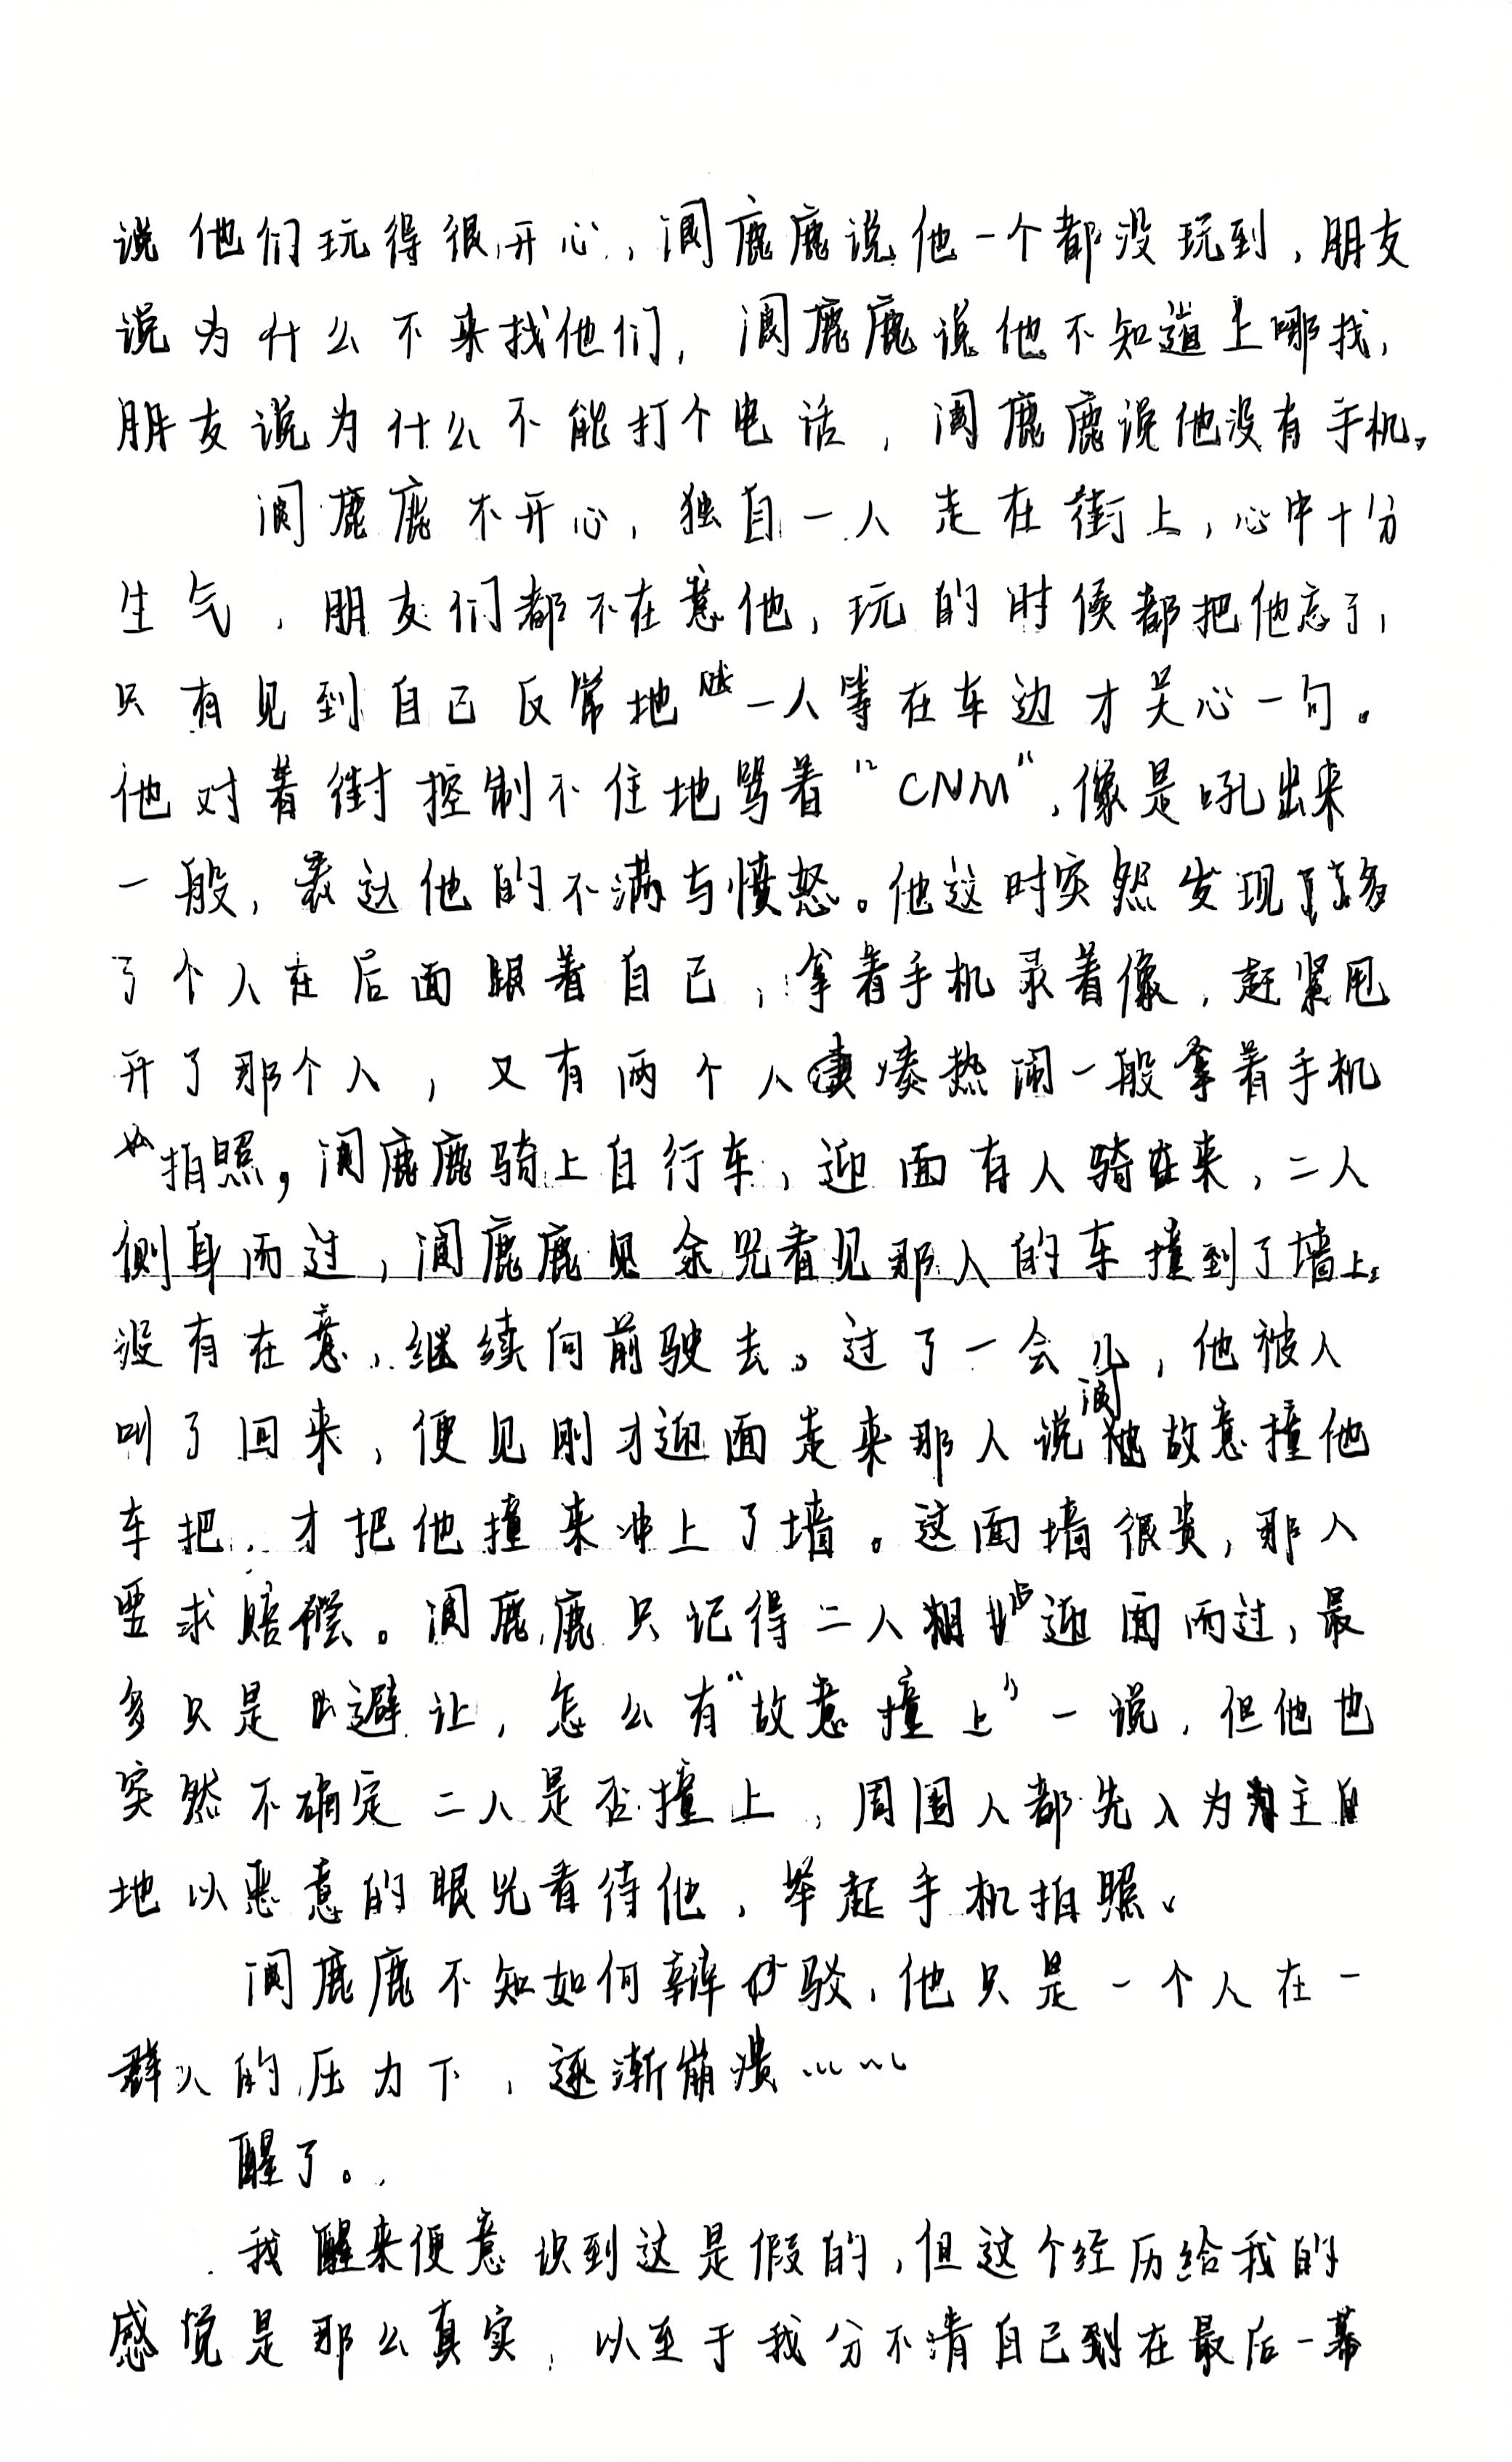 说他们玩得很开心，阆鹿鹿说他一个都没玩到，朋友
说为什么不来找他们，阆鹿鹿说他不知道上哪找，
朋友说为什么不能打个电话，阆鹿鹿说他没有手机。
阆鹿鹿不开心，独自一人走在街上，心中十分
生气，朋友们都不在意他，玩的时候都把他忘了，
只有见到自己反常地一人等在车边才关心一句。
他对着街控制不住地骂着“CNM”，像是吼出来
一般，表达他的不满与愤怒。他这时突然发现多
了个人在后面跟着自己，拿着手机录着像，赶紧甩
开了那个人，又有两个人凑热闹一般拿着手机
拍照，阆鹿鹿骑上自行车，迎面有人骑来，二人
侧身而过，阆鹿鹿余光看见那人的车撞到了墙上。
没有在意，继续向前驶去。过了一会儿，他被人
叫了回来，便见刚才迎面走来那人说阆故意撞他
车把，才把他撞来冲上了墙。这面墙很贵，那人
要求赔偿。阆鹿鹿只记得二人迎面而过，最
多只是避让，怎么有“故意撞上”一说，但他也
突然不确定二人是否撞上，周围人都先入为主
地以恶意的眼光看待他，举起手机拍照。
阆鹿鹿不知如何辩驳，他只是一个人在一
群人的压力下，逐渐崩溃……
醒了。
我醒来便意识到这是假的，但这个经历给我的
感觉是那么真实，以至于我分不清自己到在最后一幕